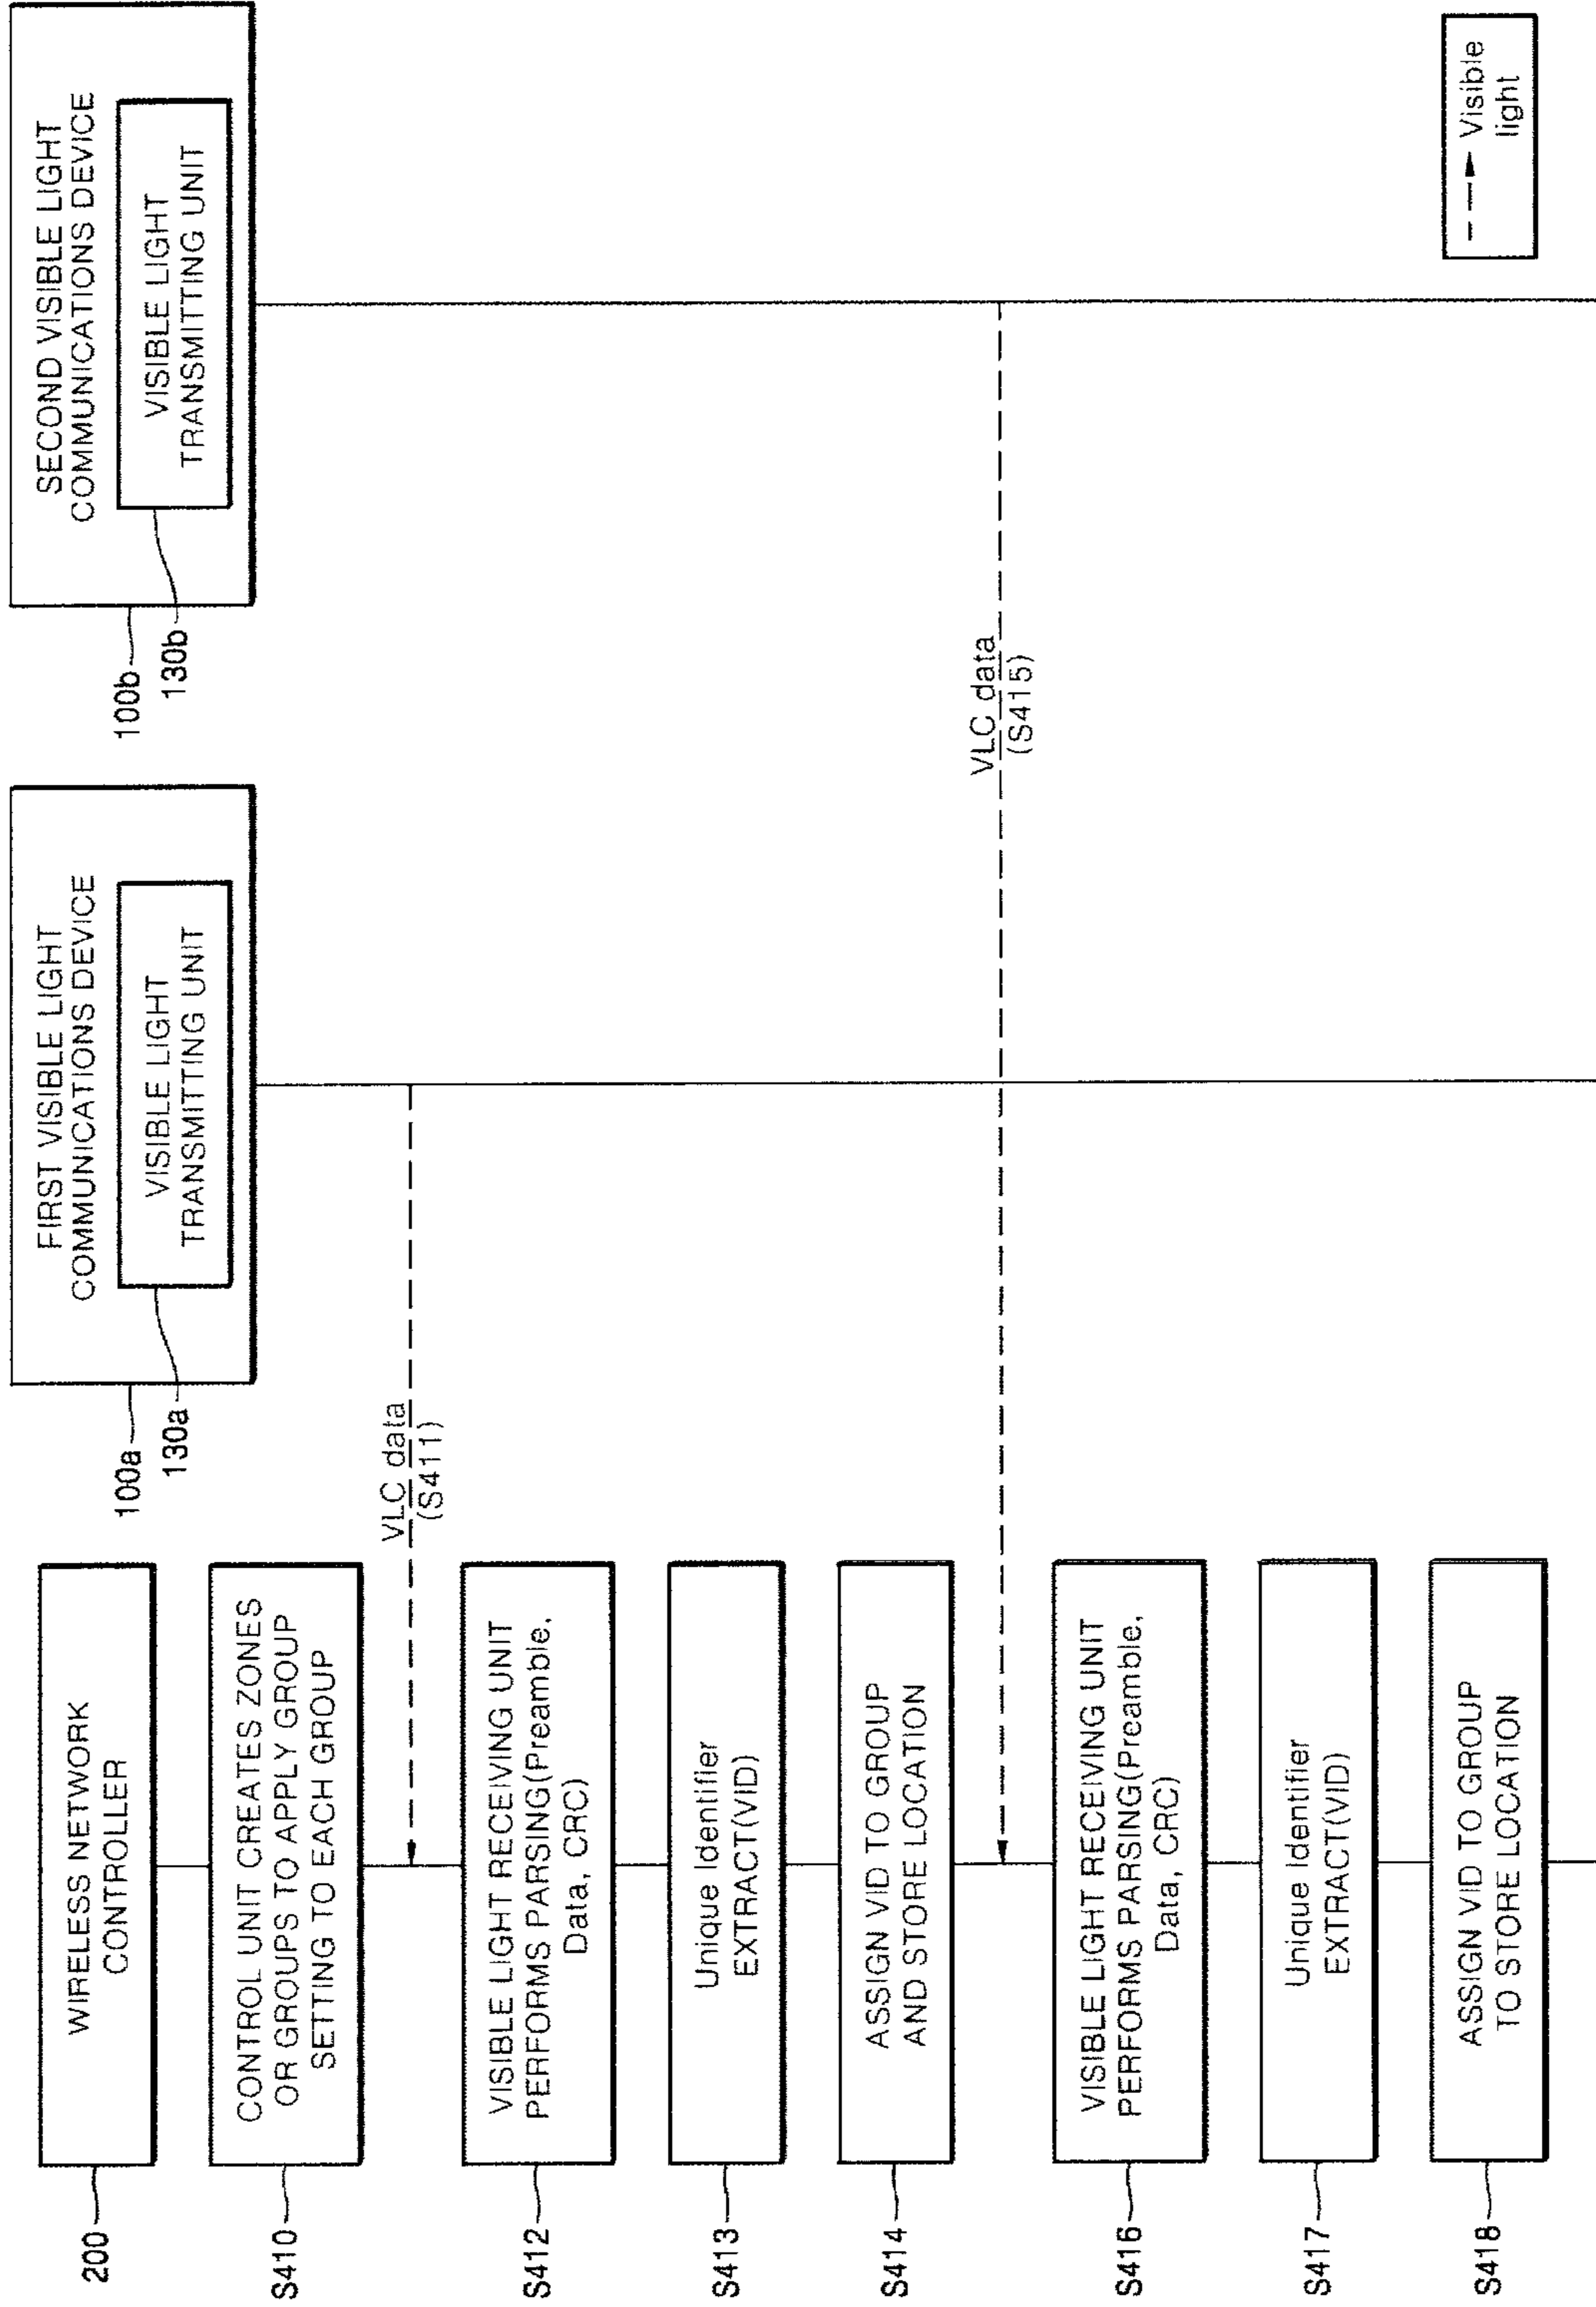 WIRELESS NETWORK
CONTROLLER
200
FIRST VISIBLE LIGHT
COMMUNICATIONS DEVICE
VISIBLE LIGHT
TRANSMITTING UNIT
100a
130a
SECOND VISIBLE LIGHT
COMMUNICATIONS DEVICE
VISIBLE LIGHT
TRANSMITTING UNIT
100b
130b
S410
CONTROL UNIT CREATES ZONES
OR GROUPS TO APPLY GROUP
SETTING TO EACH GROUP
VLC data
(S411)
S412
VISIBLE LIGHT RECEIVING UNIT
PERFORMS PARSING(Preamble,
Data, CRC)
S413
Unique Identifier
EXTRACT(VID)
S414
ASSIGN VID TO GROUP
AND STORE LOCATION
VLC data
(S415)
S416
VISIBLE LIGHT RECEIVING UNIT
PERFORMS PARSING(Preamble,
Data, CRC)
S417
Unique Identifier
EXTRACT(VID)
S418
ASSIGN VID TO GROUP
TO STORE LOCATION
Visible
light